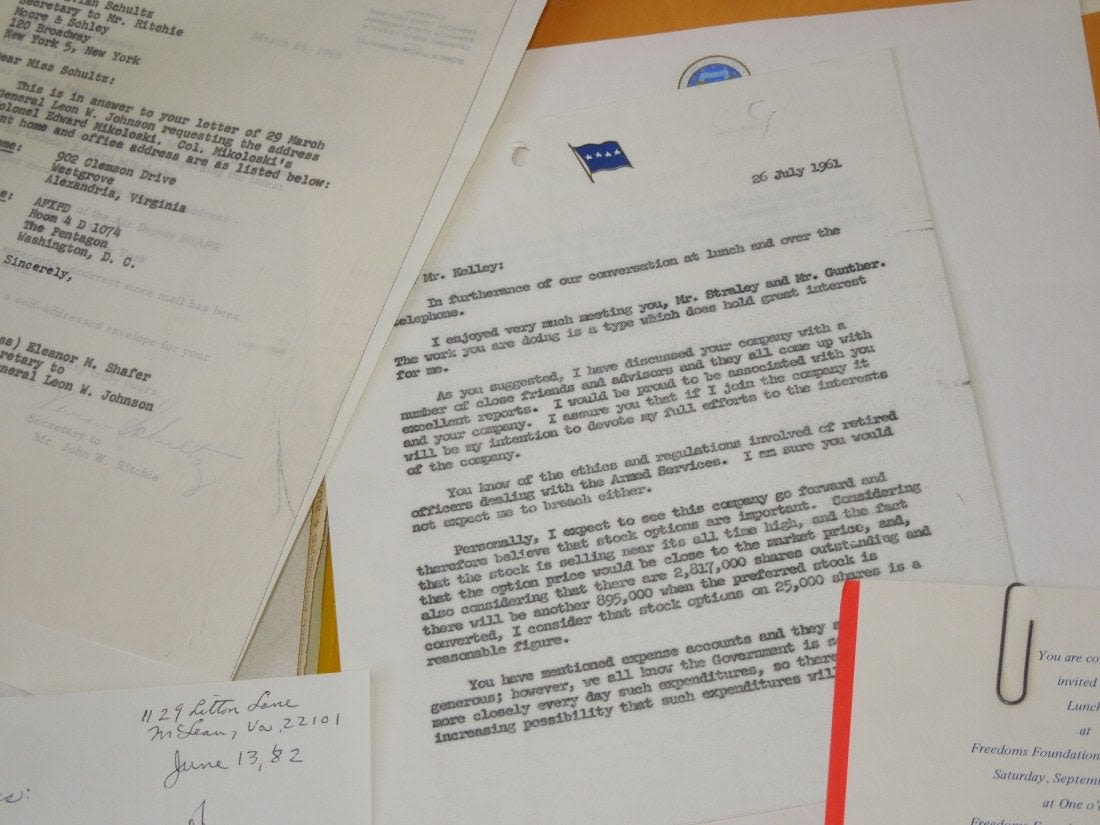 Schultz
Secretary to Mr. Ritchie
Moore & Schley
120 Broadway
New York 5, New York
Dear Miss Schultz:
This is in answer to your letter of 29 March
General Leon W. Johnson requesting the address
Colonel Edward Mikoloski. Col. Mikoloski's
nt home and office address are as listed below:
ome:
902 Clemson Drive
Westgrove
Alexandria, Virginia
e:
AFXPD
Room 4 D 1074
The Pentagon
Washington, D. C.
Sincerely,
ss) Eleanor M. Shafer
retary to
neral Leon W. Johnson
incorrect since mail has been
a self-addressed envelope for your
Secretary to
Mr. John W. Ritchie
26 July 1961
Mr. Kelley:
In furtherance of our conversation at lunch and over the
telephone.
I enjoyed very much meeting you, Mr. Straley and Mr. Gunther.
The work you are doing is a type which does hold great interest
for me.
As you suggested, I have discussed your company with a
number of close friends and advisors and they all come up with
excellent reports. I would be proud to be associated with you
and your company. I assure you that if I join the company it
will be my intention to devote my full efforts to the interests
of the company.
You know of the ethics and regulations involved of retired
officers dealing with the Armed Services. I am sure you would
not expect me to breach either.
Personally, I expect to see this company go forward and
therefore believe that stock options are important. Considering
that the stock is selling near its all time high, and the fact
that the option price would be close to the market price, and,
also considering that there are 2,817,000 shares outstanding and
there will be another 895,000 when the preferred stock is
converted, I consider that stock options on 25,000 shares is a
reasonable figure.
You have mentioned expense accounts and they
generous; however, we all know the Government is
more closely every day such expenditures, so there
increasing possibility that such expenditures will
1129 Litton Lane
McLean, Va, 22101
June 13, 82
You are co
invited
Lunch
at
Freedoms Foundation
Saturday, Septem
at One o'